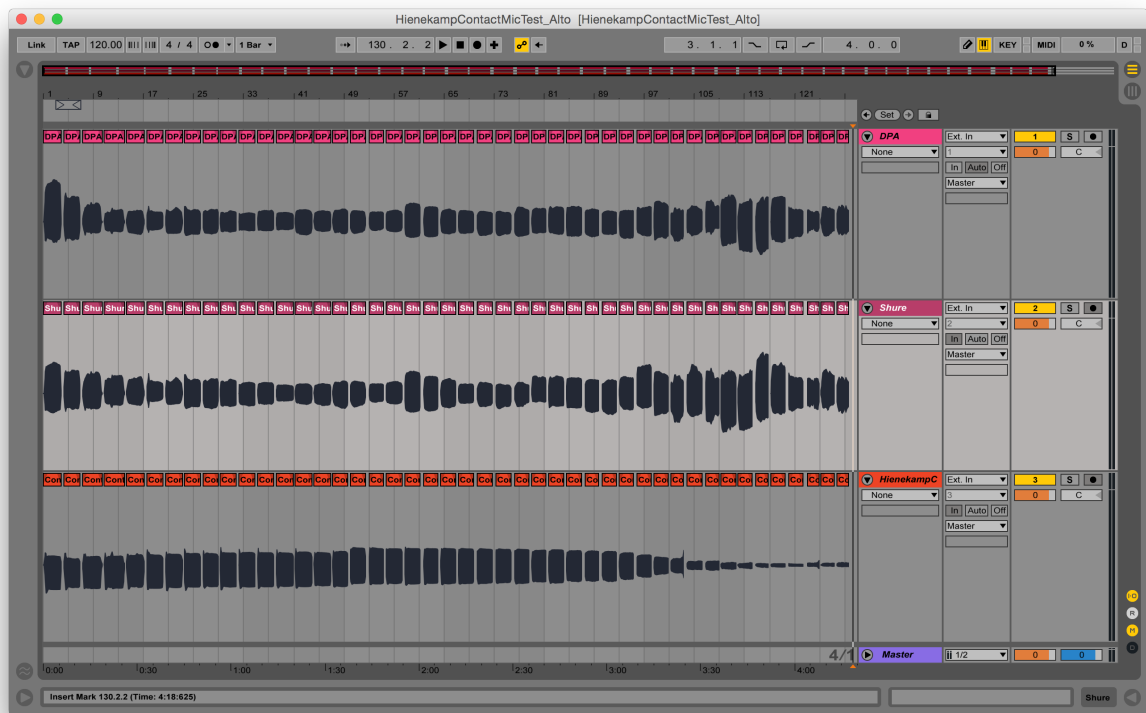 HienekampContactMicTest_Alto [HienekampContactMicTest_Alto]
Link TAP 120.00 4 / 4 1 Bar 130 . 2 . 2 3 . 1 . 1 4 . 0 . 0 KEY MIDI 0 % D
1 9 17 25 33 41 49 57 65 73 81 89 97 105 113 121
Set
DPA Ext. In 1 S
None 1 0 C
In Auto Off
Master
Shure Ext. In 2 S
None 2 0 C
In Auto Off
Master
HienekampC Ext. In 3 S
None 3 0 C
In Auto Off
Master
4/1 Master 1/2 0 0
0:00 0:30 1:00 1:30 2:00 2:30 3:00 3:30 4:00
I·O
R
M
D
Insert Mark 130.2.2 (Time: 4:18:625) Shure